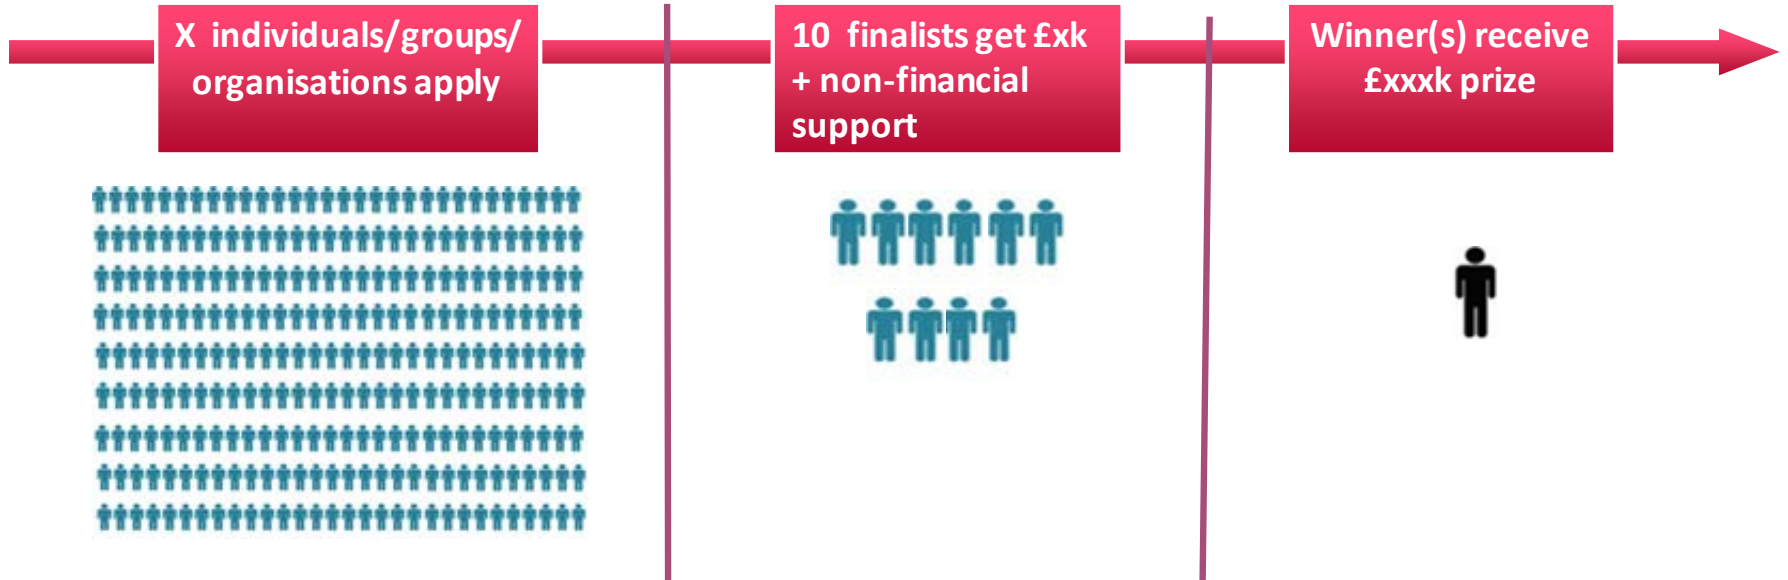 X individuals/groups/
organisations apply
10 finalists get £xk
+ non-financial
support
Winner(s) receive
£xxxk prize